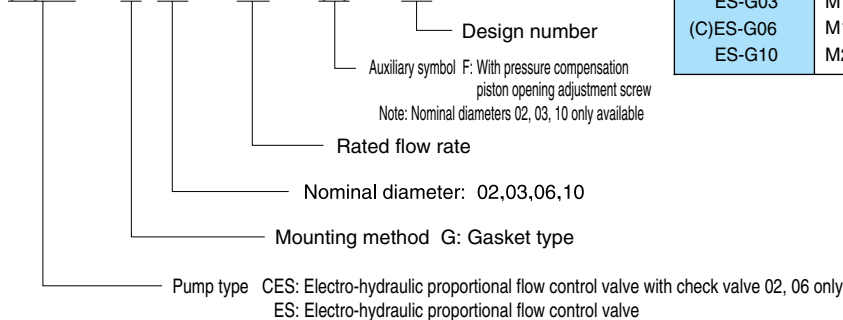 ES-G03
Design number
(C)ES-G06
Auxiliary symbol F: With pressure compensation
ES-G10
piston opening adjustment screw
Note: Nominal diameters 02, 03, 10 only available
Rated flow rate
Nominal diameter: 02,03,06,10
Mounting method G: Gasket type
Pump type CES: Electro-hydraulic proportional flow control valve with check valve 02, 06 only
ES: Electro-hydraulic proportional flow control valve